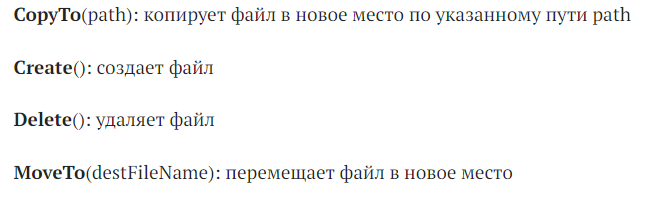 CopyTo(path): копирует файл в новое место по указанному пути path
Create(): создает файл
Delete(): удаляет файл
MoveTo(destFileName): перемещает файл в новое место